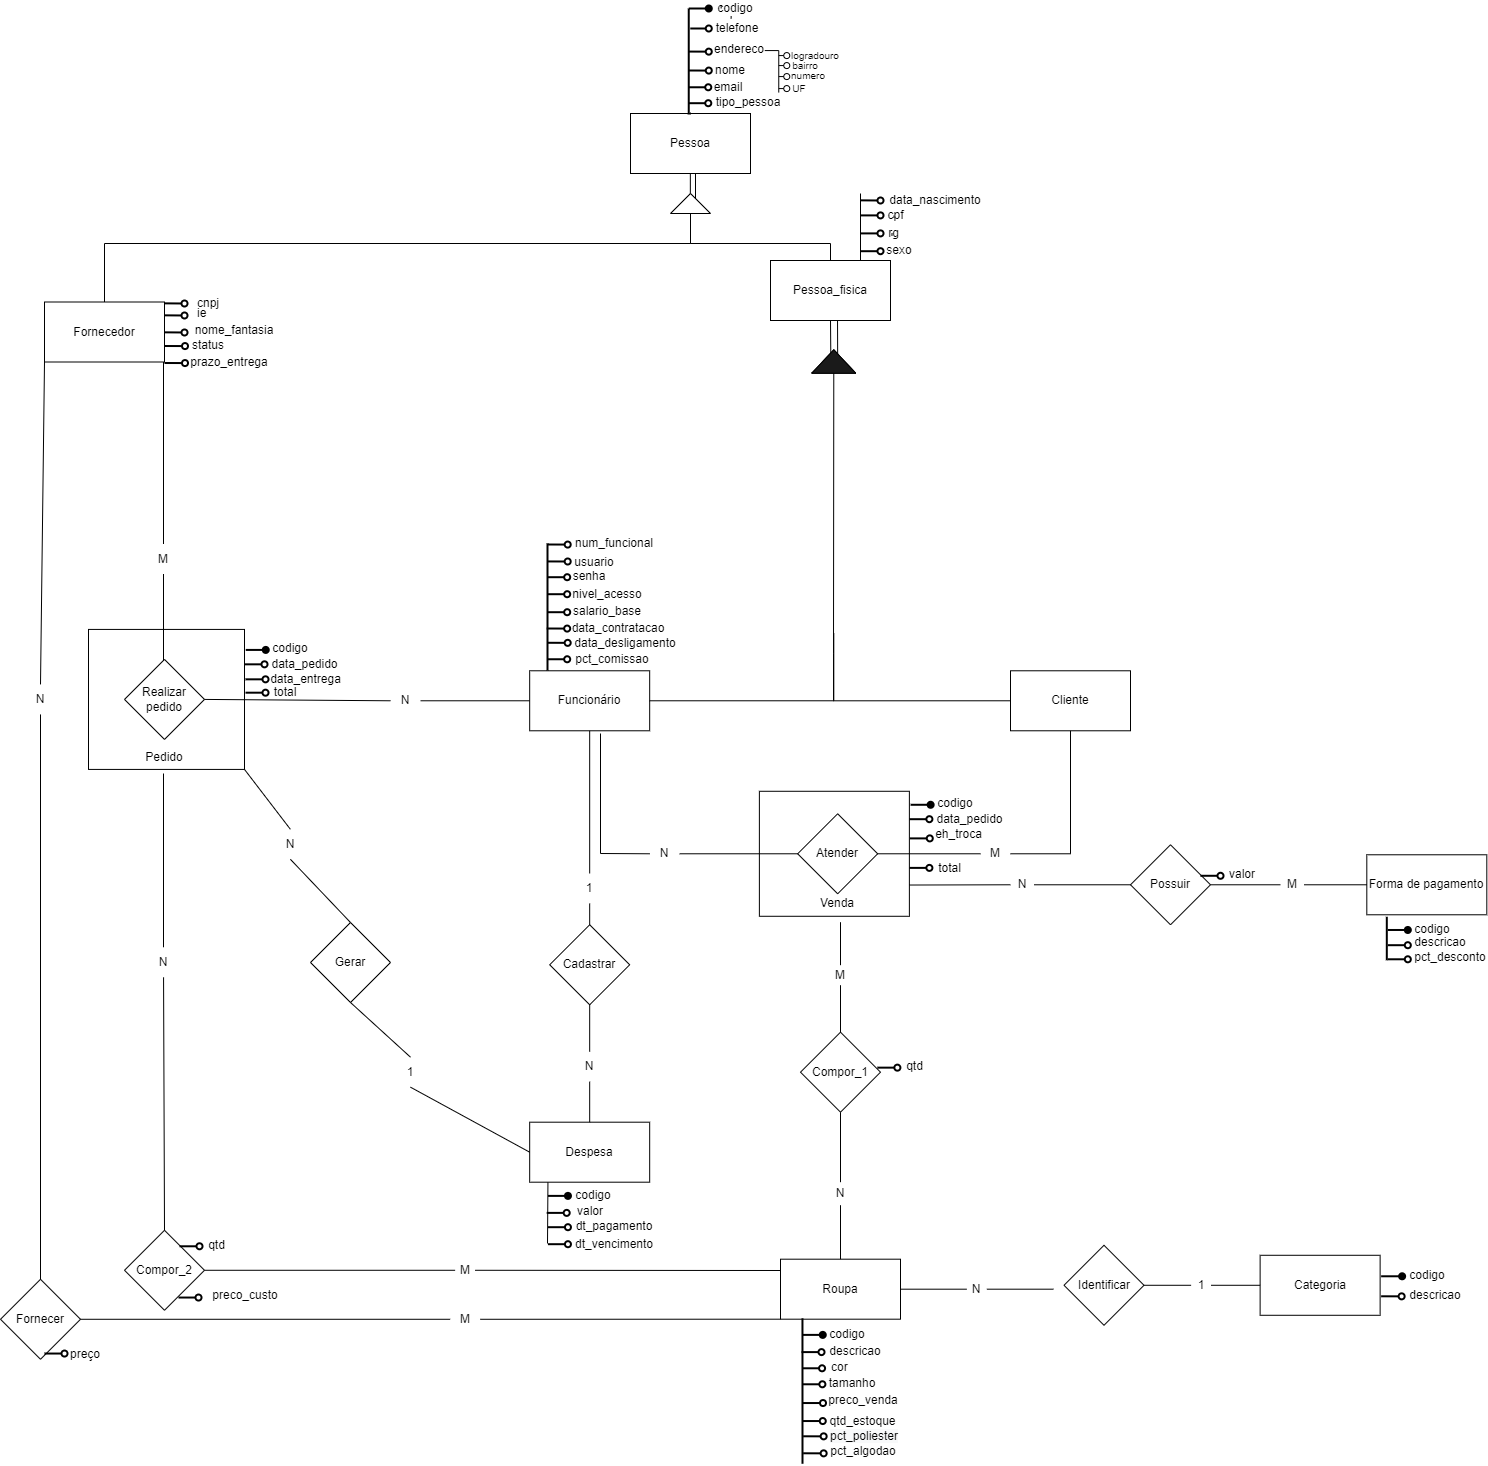 codigo
telefone
endereco
logradouro
bairro
numero
UF
nome
email
tipo_pessoa
Pessoa
data_nascimento
cpf
rg
sexo
Pessoa_fisica
cnpj
ie
nome_fantasia
status
prazo_entrega
Fornecedor
M
N
num_funcional
usuario
senha
nivel_acesso
salario_base
data_contratacao
data_desligamento
pct_comissao
Funcionário
Cliente
codigo
data_pedido
data_entrega
total
Realizar
pedido
Pedido
N
N
N
M
Atender
Venda
codigo
data_pedido
eh_troca
total
N
Possuir
valor
M
Forma de pagamento
codigo
descricao
pct_desconto
1
Cadastrar
N
Gerar
1
N
M
Compor_1
qtd
N
Despesa
codigo
valor
dt_pagamento
dt_vencimento
qtd
Compor_2
preco_custo
M
Fornecer
preço
M
Roupa
N
Identificar
1
Categoria
codigo
descricao
codigo
descricao
cor
tamanho
preco_venda
qtd_estoque
pct_poliester
pct_algodao